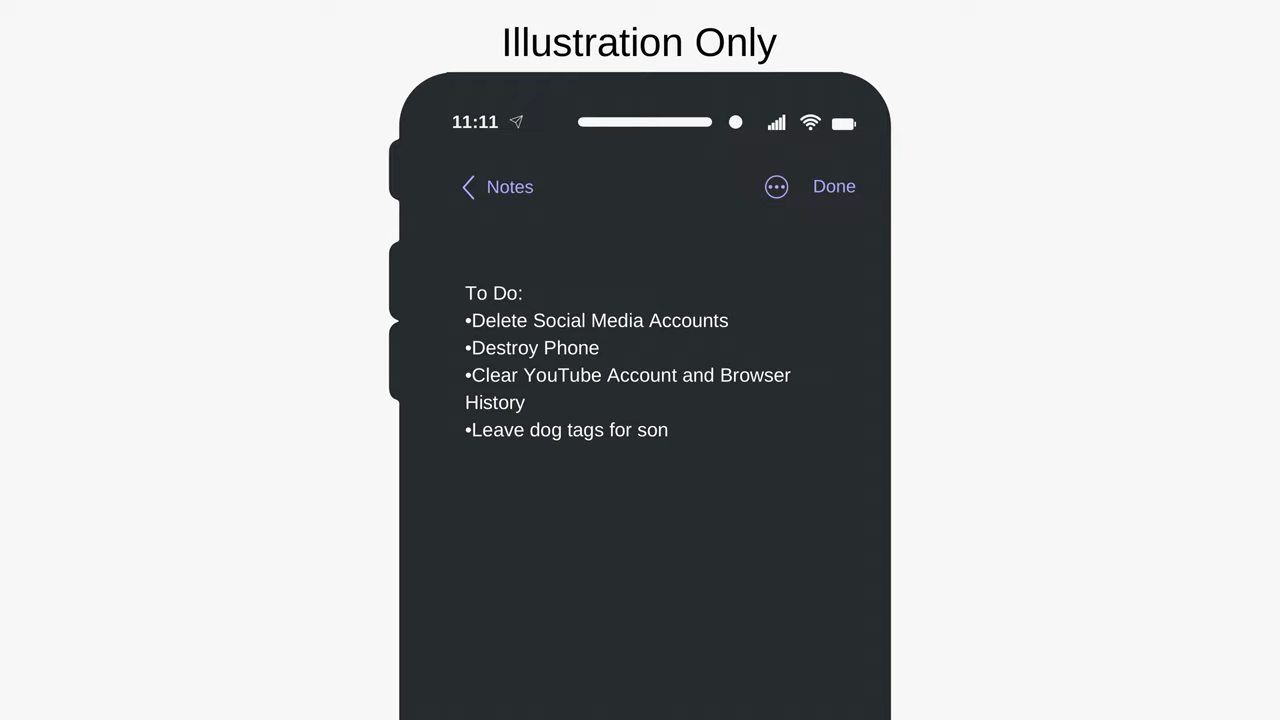 Illustration Only
11:11
Notes
Done
To Do:
•Delete Social Media Accounts
•Destroy Phone
•Clear YouTube Account and Browser
History
•Leave dog tags for son